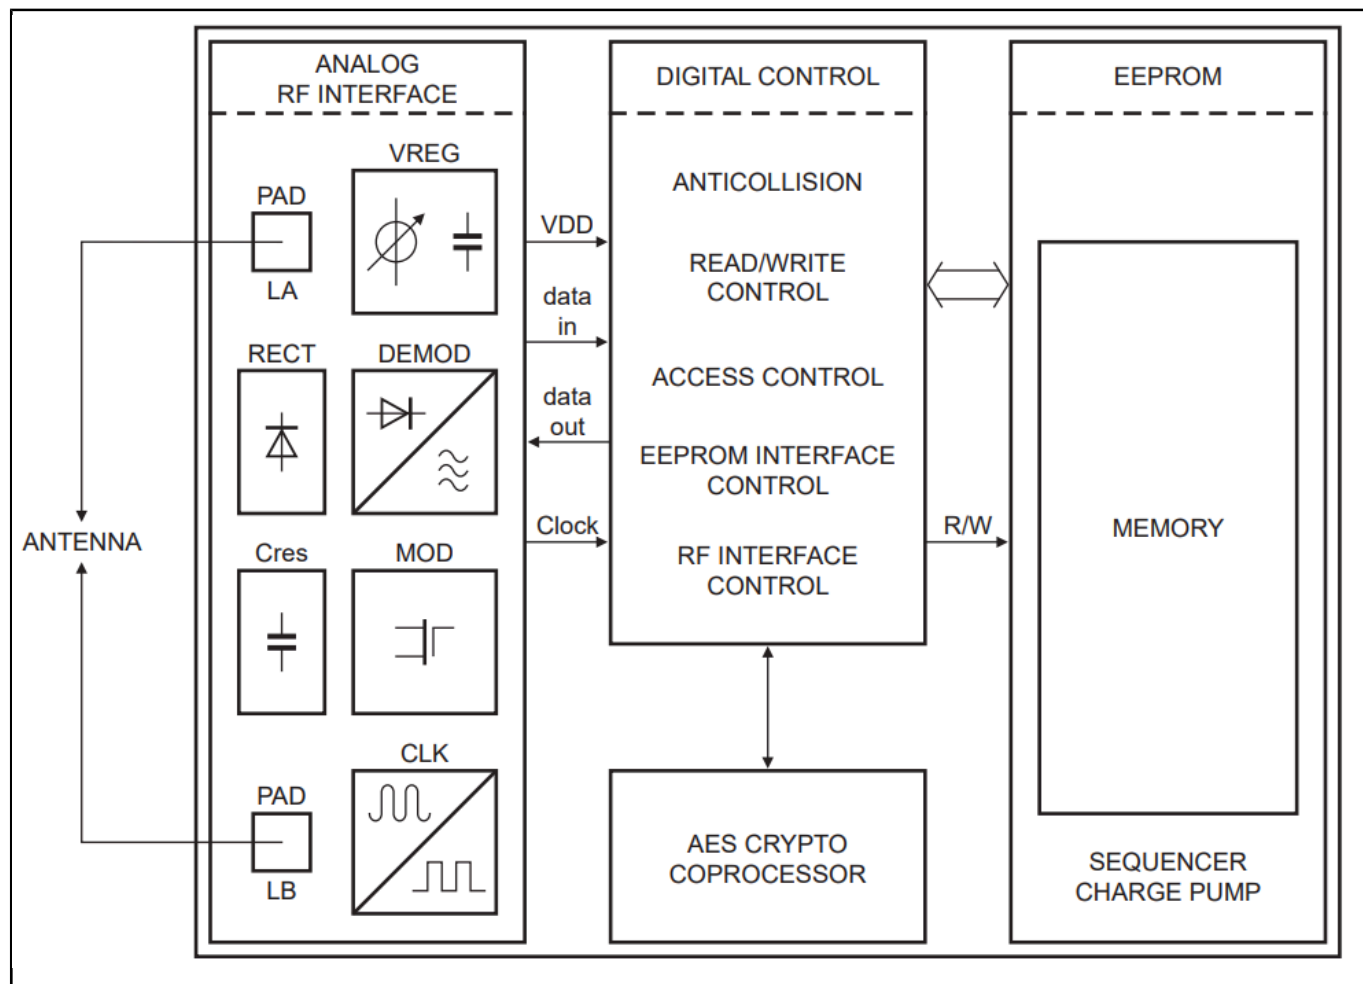 ANALOG
RF INTERFACE
VREG
PAD
LA
RECT
DEMOD
Cres
MOD
CLK
PAD
LB
ANTENNA
VDD
data
in
data
out
Clock
DIGITAL CONTROL
ANTICOLLISION
READ/WRITE
CONTROL
ACCESS CONTROL
EEPROM INTERFACE
CONTROL
RF INTERFACE
CONTROL
AES CRYPTO
COPROCESSOR
R/W
EEPROM
MEMORY
SEQUENCER
CHARGE PUMP